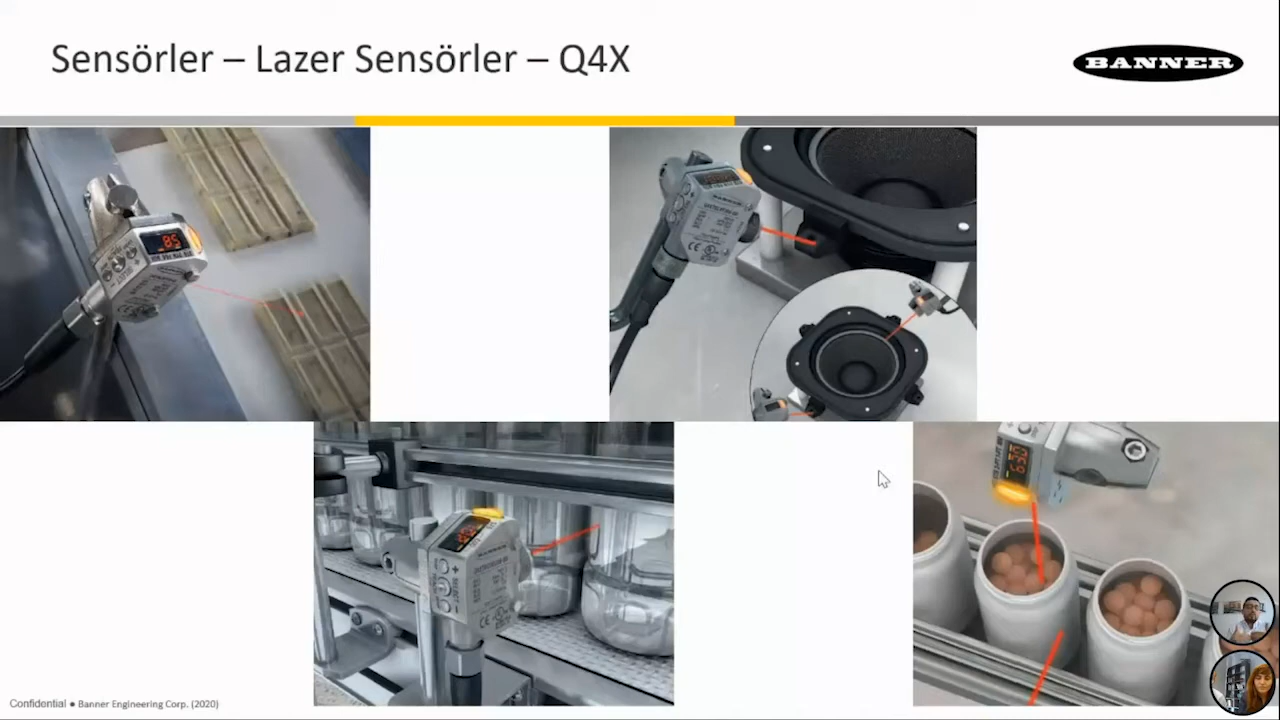 Sensörler – Lazer Sensörler – Q4X
BANNER
85
Confidential ● Banner Engineering Corp. (2020)